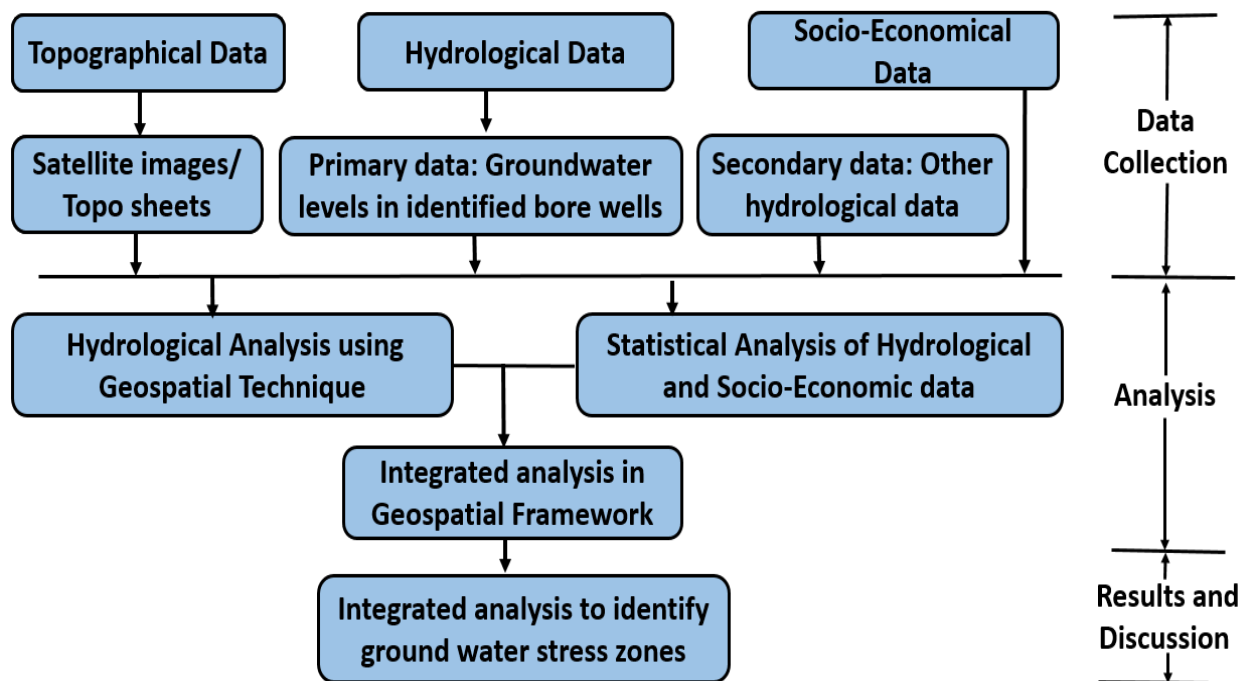 Topographical Data
Hydrological Data
Socio-Economical
Data
Satellite images/
Topo sheets
Primary data: Groundwater
levels in identified bore wells
Secondary data: Other
hydrological data
Data
Collection
Hydrological Analysis using
Geospatial Technique
Statistical Analysis of Hydrological
and Socio-Economic data
Analysis
Integrated analysis in
Geospatial Framework
Integrated analysis to identify
ground water stress zones
Results and
Discussion